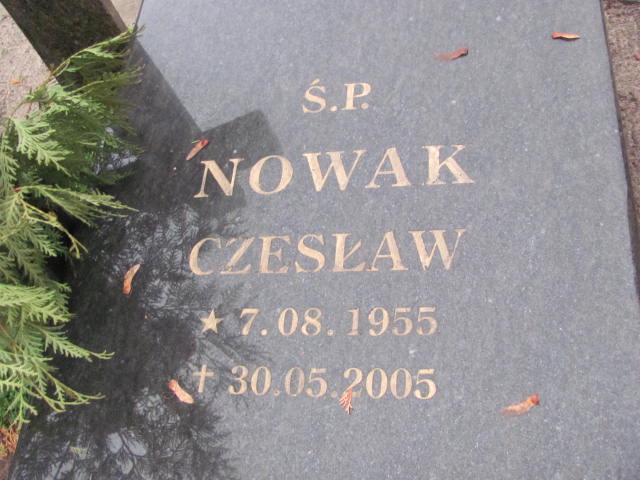 Ś.P.
NOWAK
CZESŁAW
★ 7.08.1955
† 30.05.2005